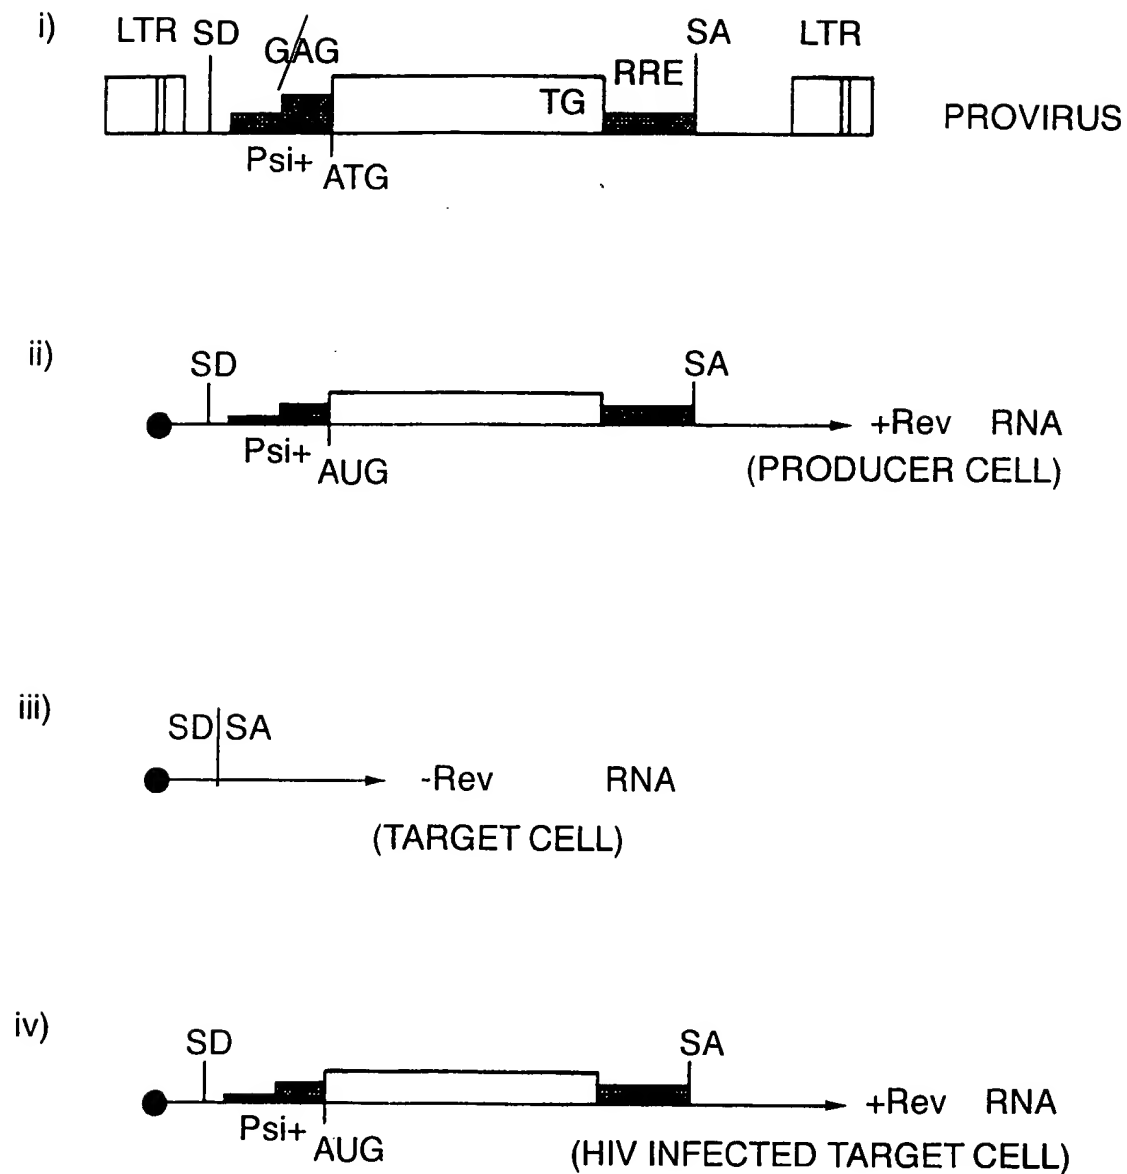 i)
LTR SD GAG RRE SA LTR
TG
PROVIRUS
Psi+ ATG
ii)
SD SA
Psi+ AUG
+Rev RNA
(PRODUCER CELL)
iii)
SD SA
-Rev RNA
(TARGET CELL)
iv)
SD SA
Psi+ AUG
+Rev RNA
(HIV INFECTED TARGET CELL)